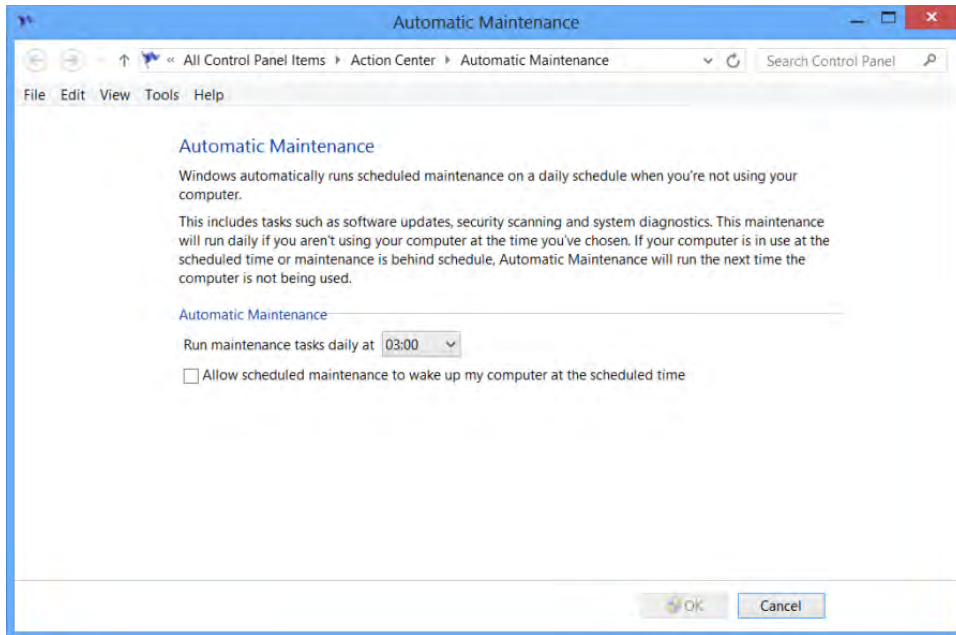 Automatic Maintenance
« All Control Panel Items Action Center Automatic Maintenance Search Control Panel
File Edit View Tools Help
Automatic Maintenance
Windows automatically runs scheduled maintenance on a daily schedule when you're not using your
computer.
This includes tasks such as software updates, security scanning and system diagnostics. This maintenance
will run daily if you aren't using your computer at the time you've chosen. If your computer is in use at the
scheduled time or maintenance is behind schedule, Automatic Maintenance will run the next time the
computer is not being used.
Automatic Maintenance
Run maintenance tasks daily at 03:00
Allow scheduled maintenance to wake up my computer at the scheduled time
OK Cancel